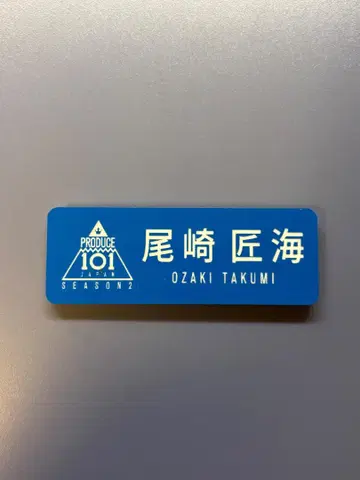 PRODUCE
101
JAPAN
SEASON2
尾崎 匠海
OZAKI TAKUMI